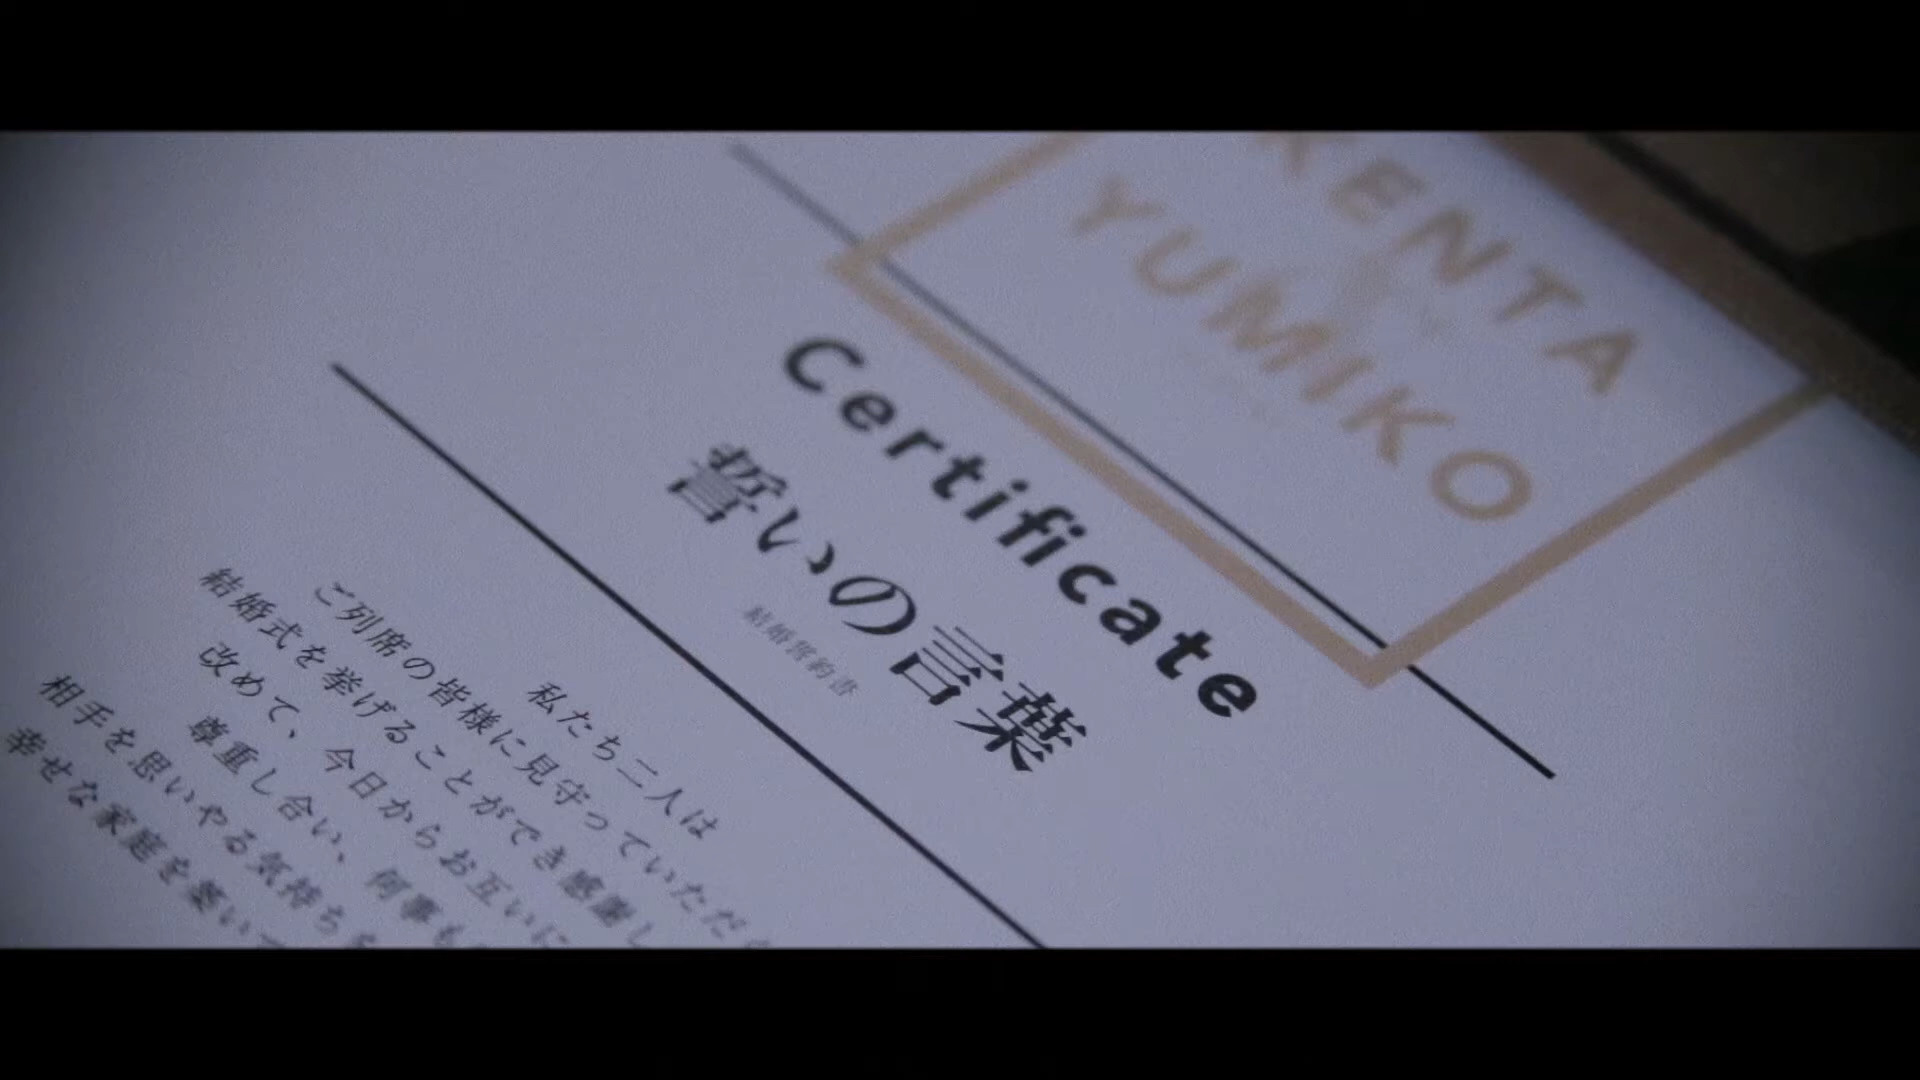 KENTA
YUMIKO
Certificate
誓いの言葉
結婚誓約書
私たち二人は
ご列席の皆様に見守っていただ
結婚式を挙げることができ感謝し
改めて、今日からお互いに
尊重し合い、何事も
相手を思いやる気持ちを
幸せな家庭を築い